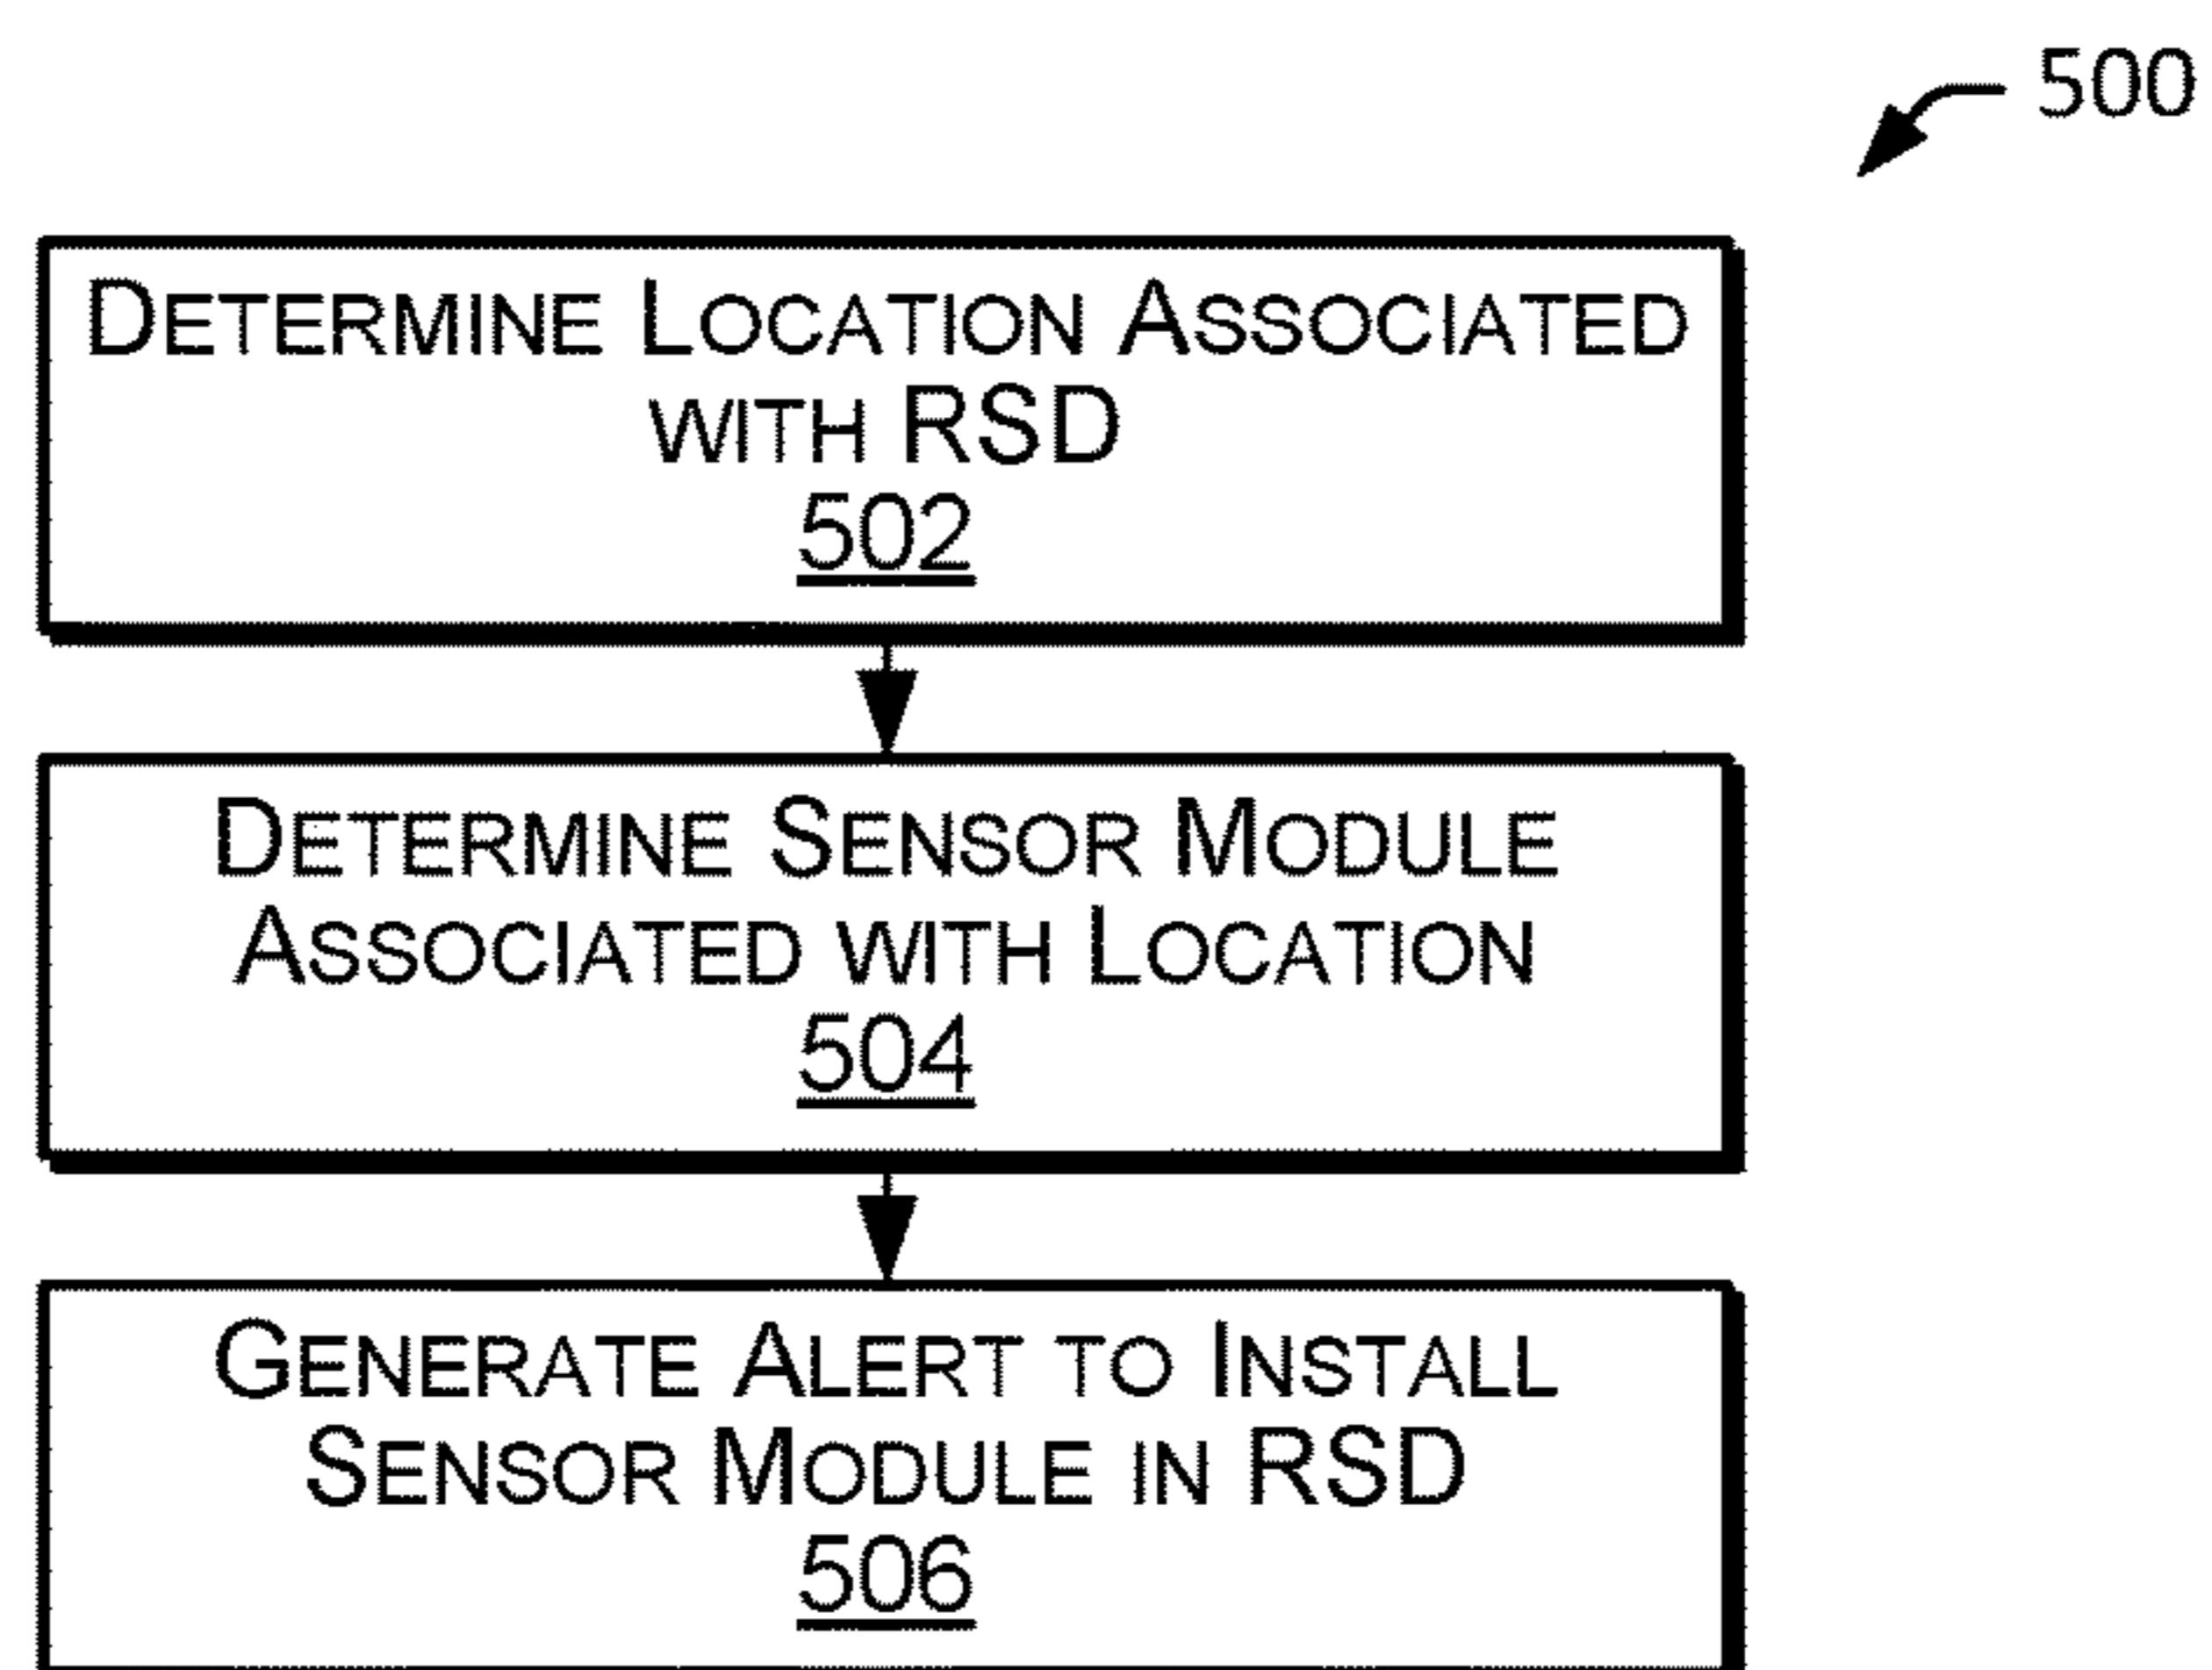 500
DETERMINE LOCATION ASSOCIATED
WITH RSD
502
DETERMINE SENSOR MODULE
ASSOCIATED WITH LOCATION
504
GENERATE ALERT TO INSTALL
SENSOR MODULE IN RSD
506